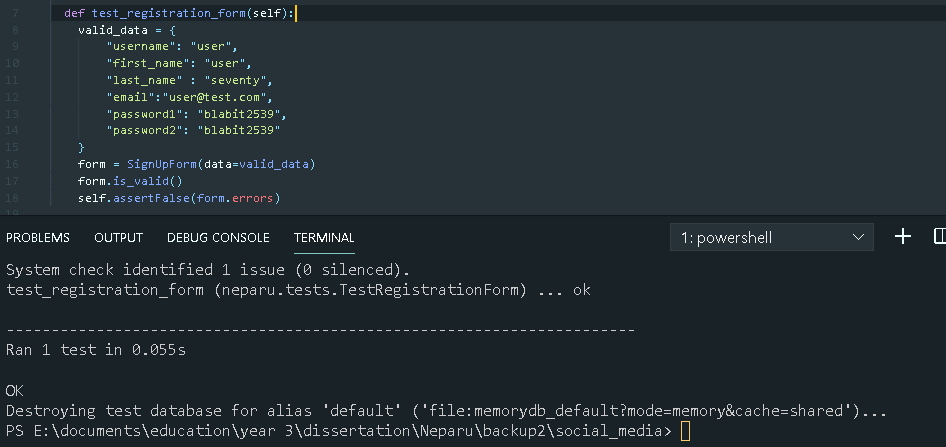 7 def test_registration_form(self):
8 valid_data = {
9 "username": "user",
10 "first_name": "user",
11 "last_name" : "seventy",
12 "email":"user@test.com",
13 "password1": "blabit2539",
14 "password2": "blabit2539"
15 }
16 form = SignUpForm(data=valid_data)
17 form.is_valid()
18 self.assertFalse(form.errors)
19
PROBLEMS OUTPUT DEBUG CONSOLE TERMINAL 1: powershell
System check identified 1 issue (0 silenced).
test_registration_form (neparu.tests.TestRegistrationForm) ... ok
----------------------------------------------------------------------
Ran 1 test in 0.055s
OK
Destroying test database for alias 'default' ('file:memorydb_default?mode=memory&cache=shared')...
PS E:\documents\education\year 3\dissertation\Neparu\backup2\social_media>